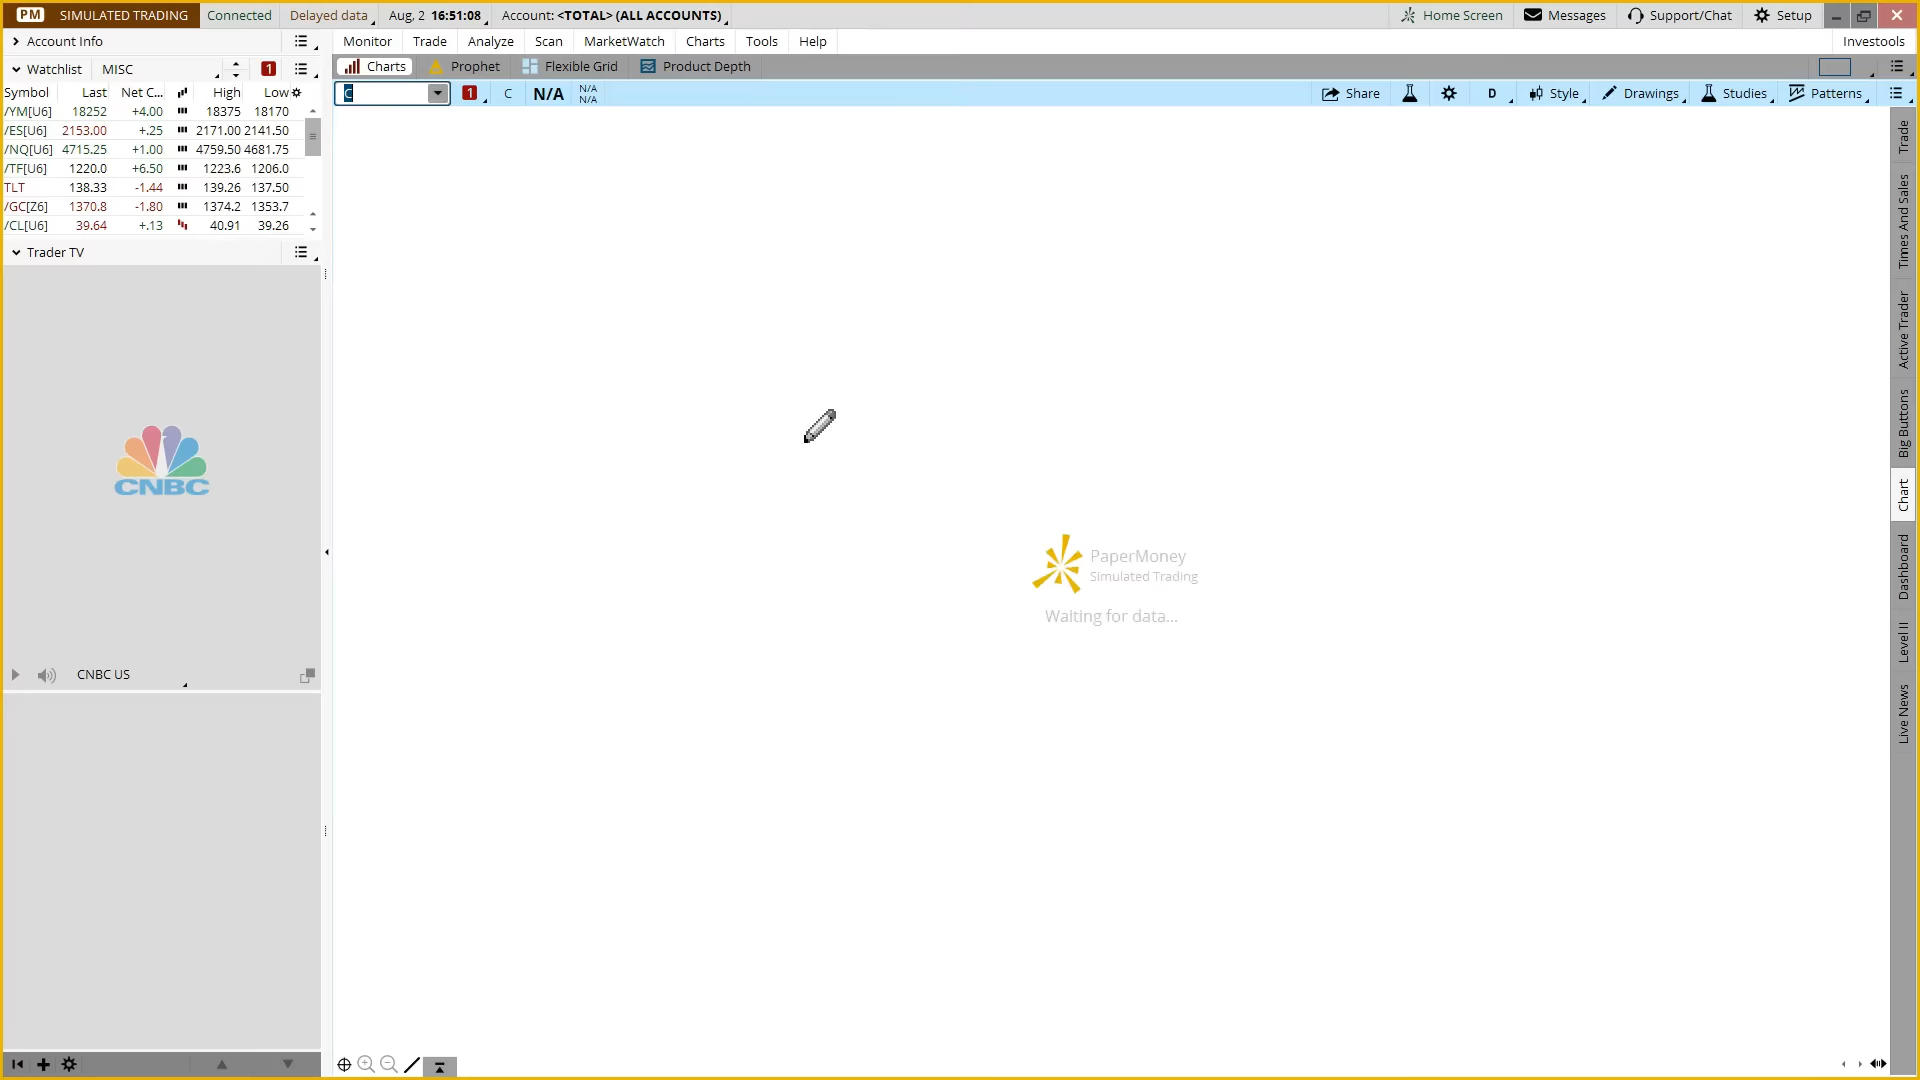 PM SIMULATED TRADING Connected Delayed data Aug, 2 16:51:08 Account: <TOTAL> (ALL ACCOUNTS) Home Screen Messages Support/Chat Setup
Account Info
Monitor Trade Analyze Scan MarketWatch Charts Tools Help Investools
Watchlist MISC 1
Charts Prophet Flexible Grid Product Depth
Symbol Last Net C... High Low
C 1 C N/A N/A
N/A
Share D Style Drawings Studies Patterns
/YM[U6] 18252 +4.00 18375 18170
/ES[U6] 2153.00 +.25 2171.00 2141.50
/NQ[U6] 4715.25 +1.00 4759.50 4681.75
/TF[U6] 1220.0 +6.50 1223.6 1206.0
TLT 138.33 -1.44 139.26 137.50
/GC[Z6] 1370.8 -1.80 1374.2 1353.7
/CL[U6] 39.64 +.13 40.91 39.26
Trader TV
CNBC
CNBC US
PaperMoney
Simulated Trading
Waiting for data...
Trade
Times And Sales
Active Trader
Big Buttons
Chart
Dashboard
Level II
Live News